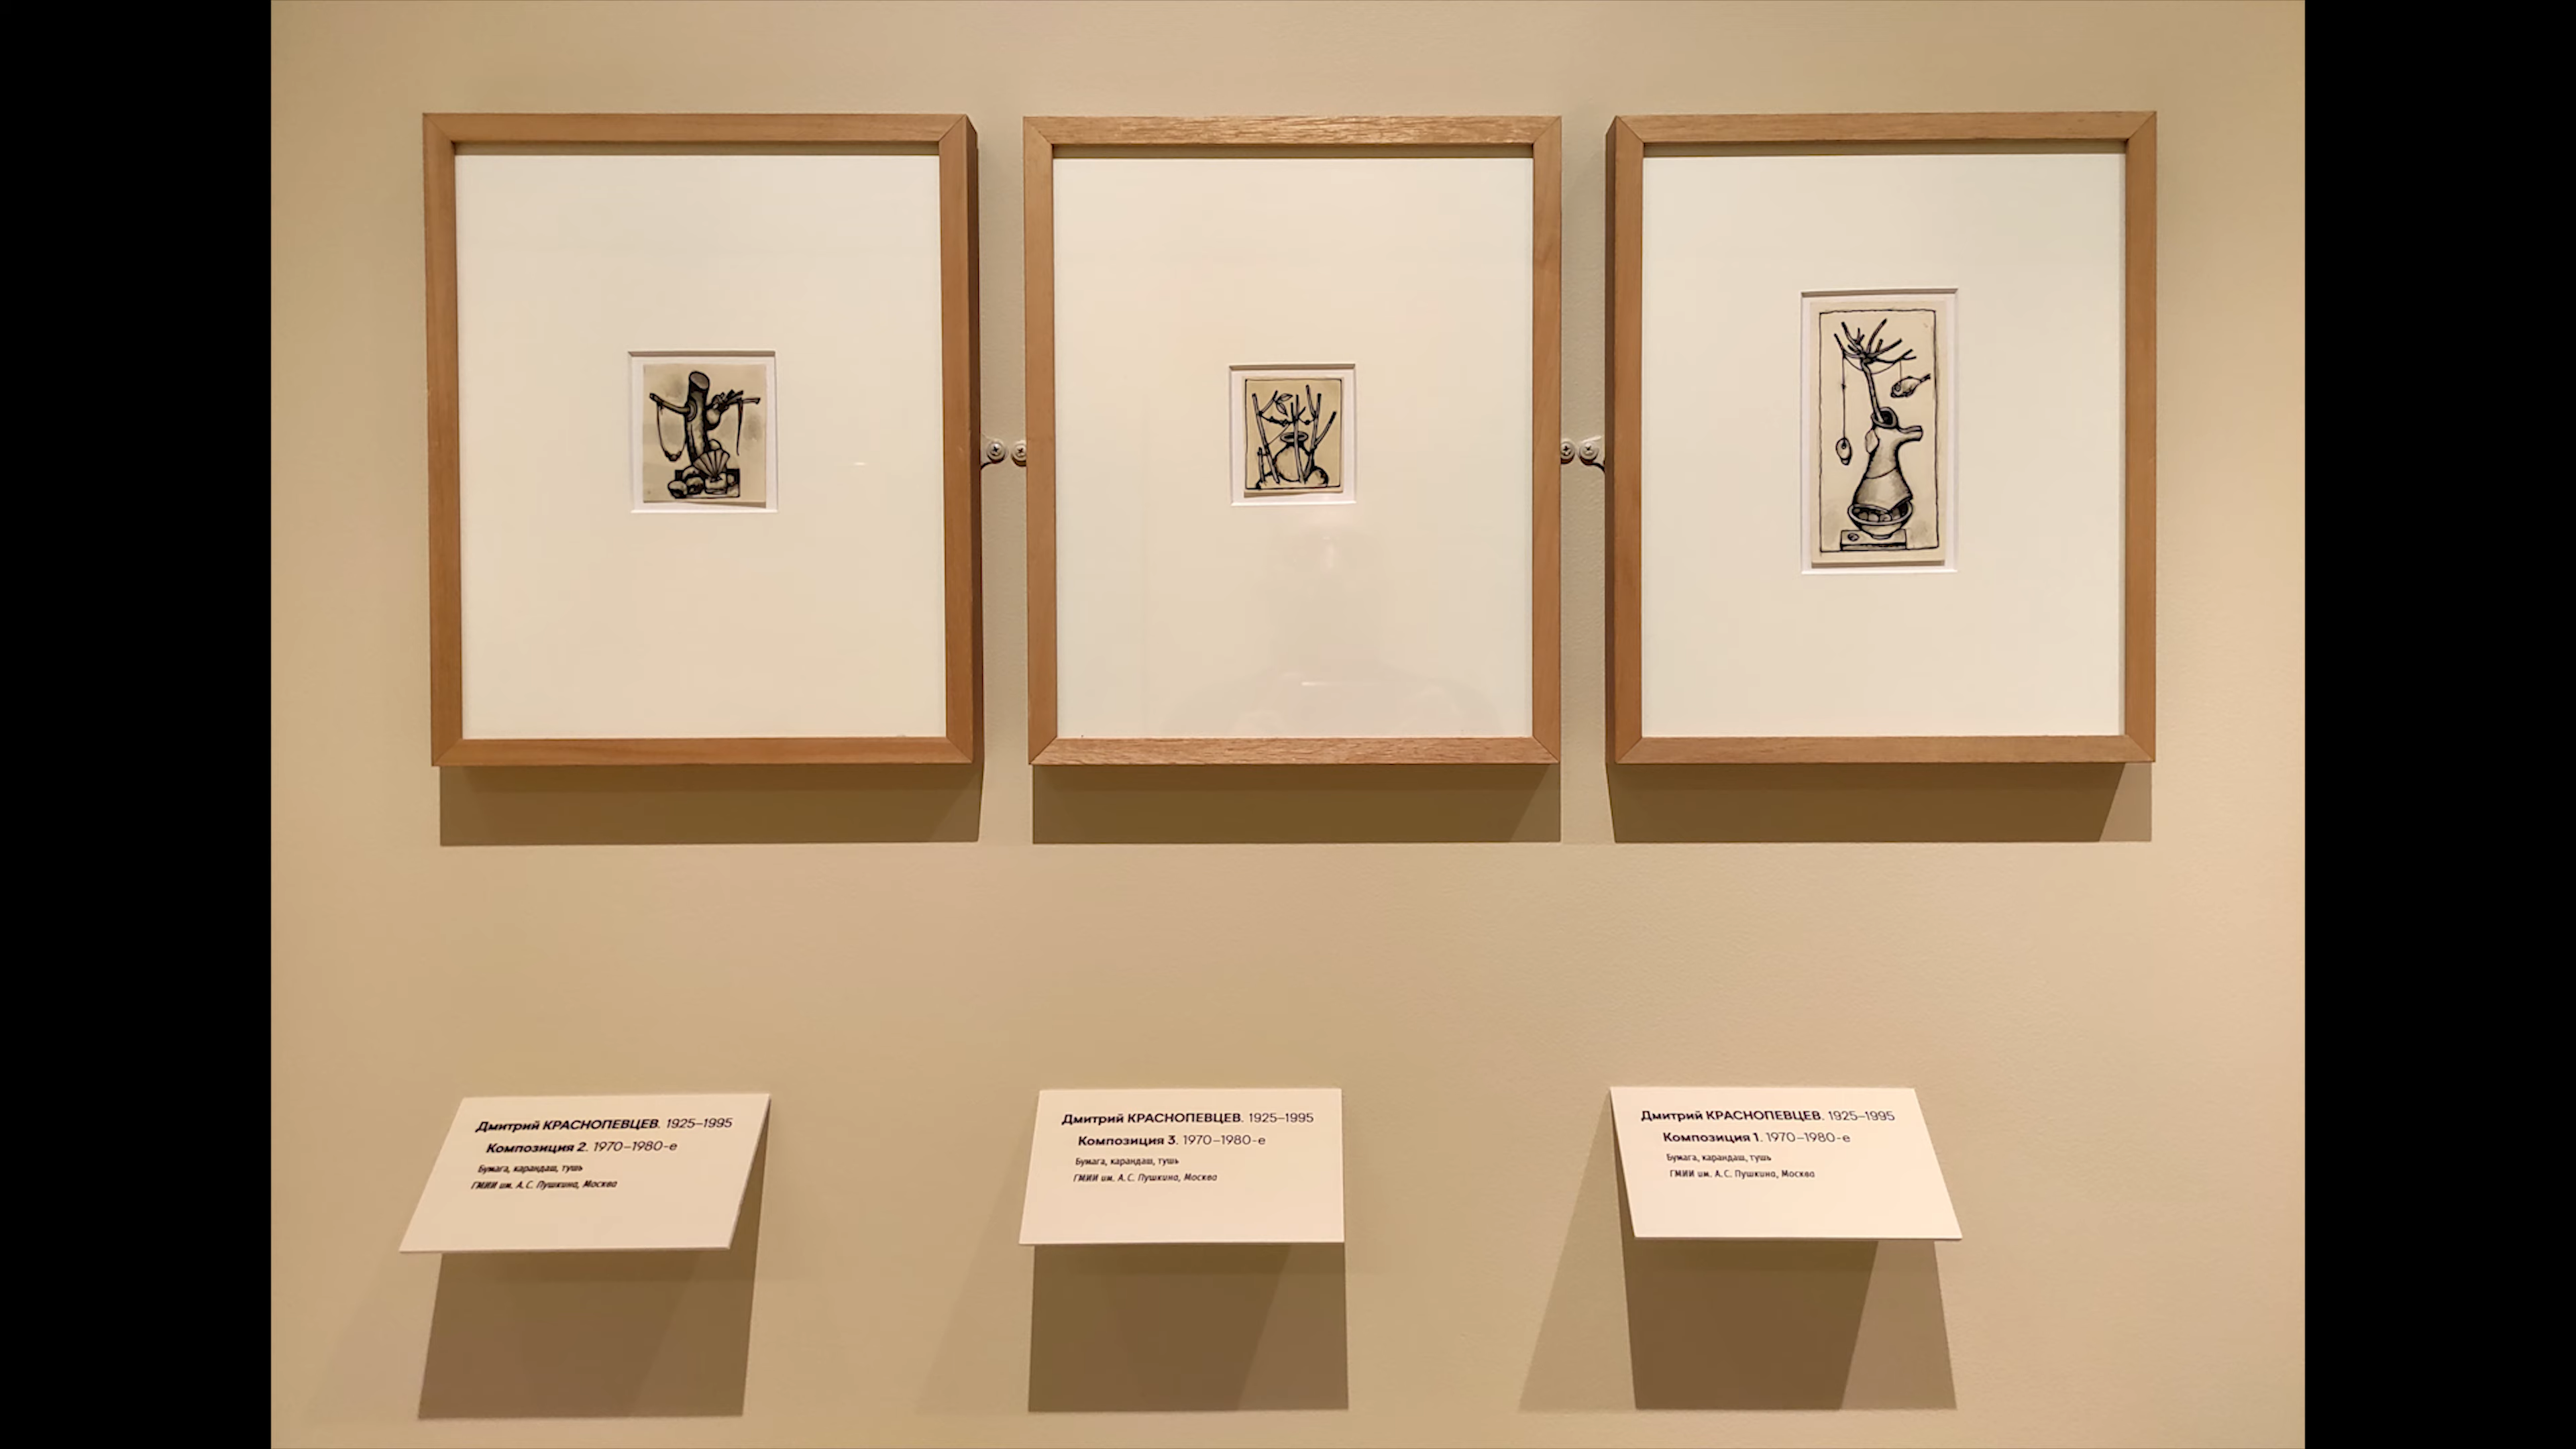 Дмитрий КРАСНОПЕВЦЕВ. 1925–1995
Композиция 2. 1970–1980-е
Бумага, карандаш, тушь
ГМИИ им. А.С. Пушкина, Москва
Дмитрий КРАСНОПЕВЦЕВ. 1925–1995
Композиция 3. 1970–1980-е
Бумага, карандаш, тушь
ГМИИ им. А.С. Пушкина, Москва
Дмитрий КРАСНОПЕВЦЕВ. 1925–1995
Композиция 1. 1970–1980-е
Бумага, карандаш, тушь
ГМИИ им. А.С. Пушкина, Москва